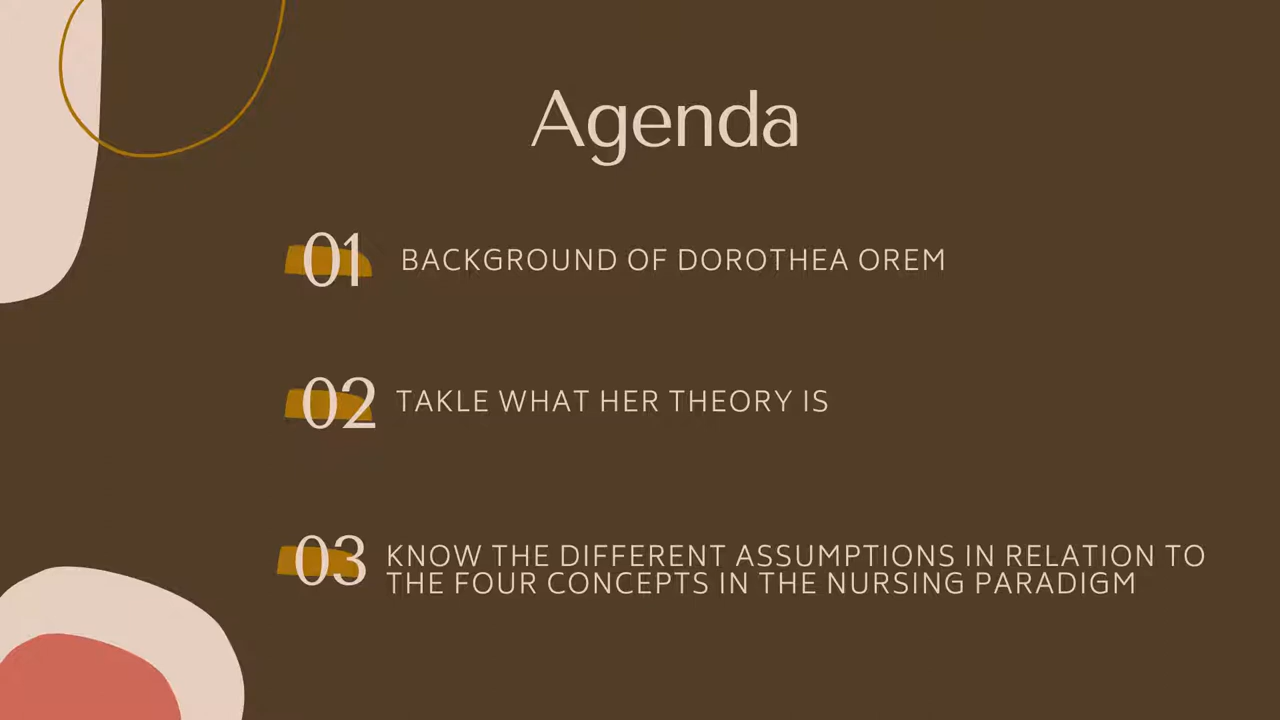 Agenda
01 BACKGROUND OF DOROTHEA OREM
02 TAKLE WHAT HER THEORY IS
03 KNOW THE DIFFERENT ASSUMPTIONS IN RELATION TO
THE FOUR CONCEPTS IN THE NURSING PARADIGM